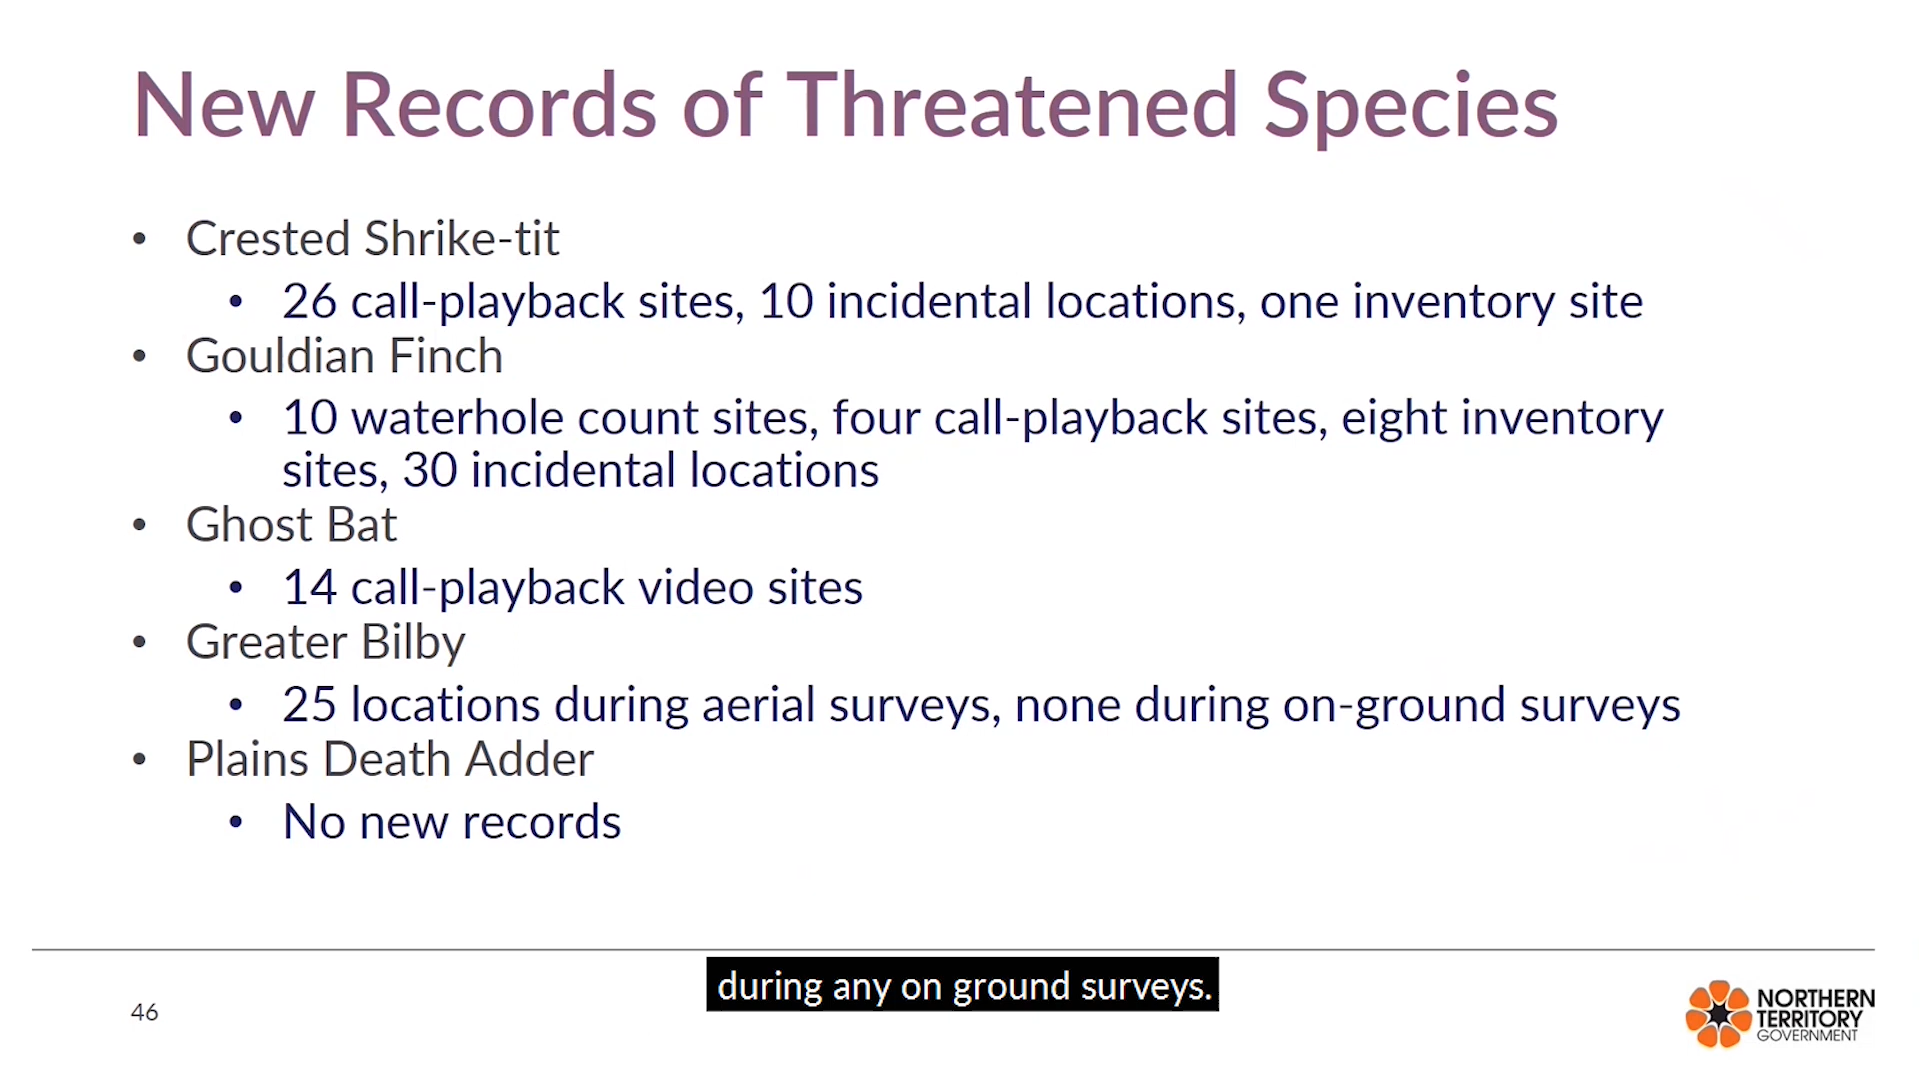 New Records of Threatened Species
• Crested Shrike-tit
• 26 call-playback sites, 10 incidental locations, one inventory site
• Gouldian Finch
• 10 waterhole count sites, four call-playback sites, eight inventory
sites, 30 incidental locations
• Ghost Bat
• 14 call-playback video sites
• Greater Bilby
• 25 locations during aerial surveys, none during on-ground surveys
• Plains Death Adder
• No new records
during any on ground surveys.
46
NORTHERN
TERRITORY
GOVERNMENT